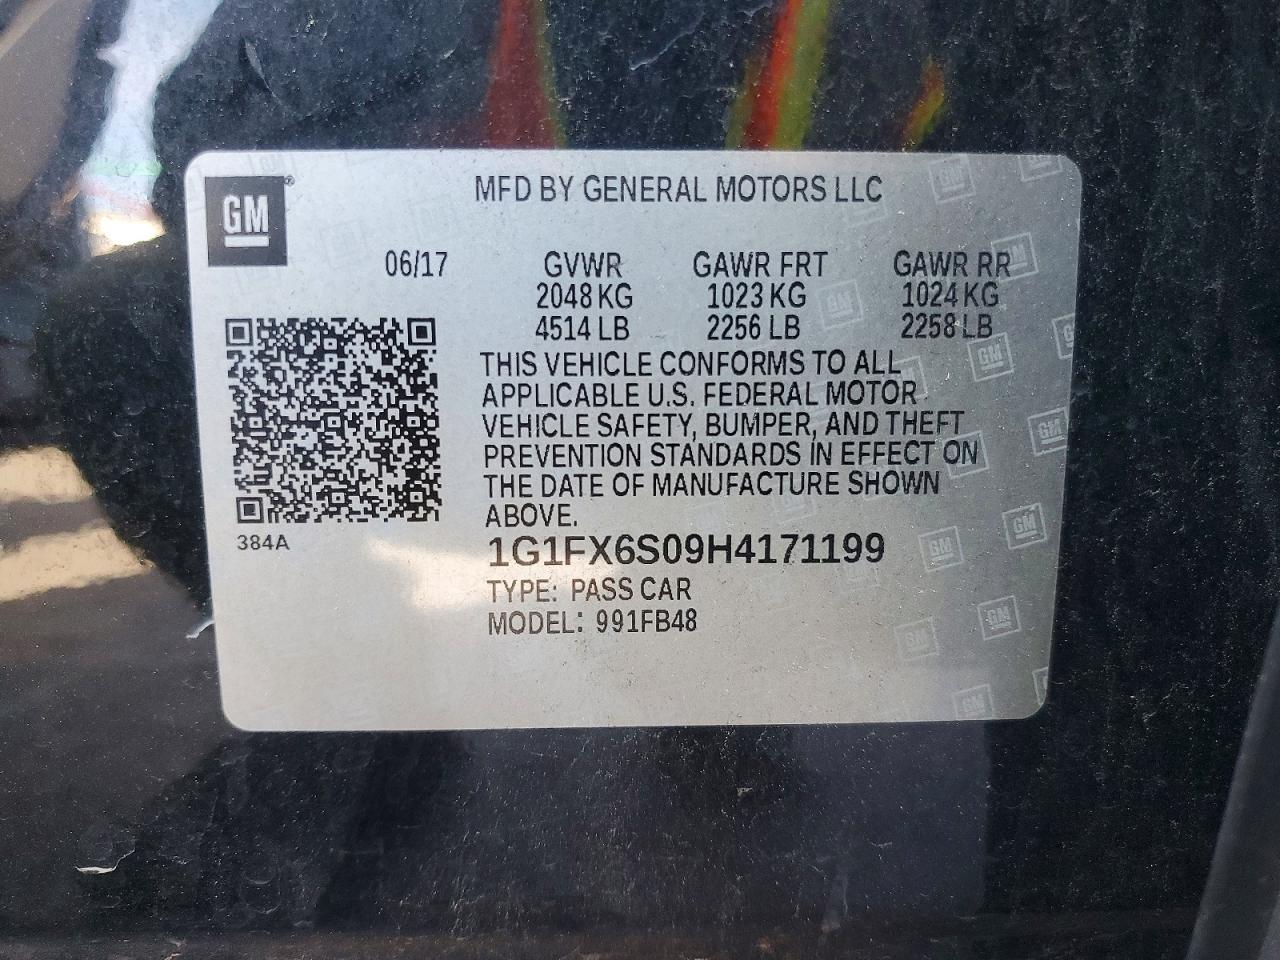 GM®
MFD BY GENERAL MOTORS LLC
06/17 GVWR GAWR FRT GAWR RR
2048 KG 1023 KG 1024 KG
4514 LB 2256 LB 2258 LB
THIS VEHICLE CONFORMS TO ALL
APPLICABLE U.S. FEDERAL MOTOR
VEHICLE SAFETY, BUMPER, AND THEFT
PREVENTION STANDARDS IN EFFECT ON
THE DATE OF MANUFACTURE SHOWN
ABOVE.
384A
1G1FX6S09H4171199
TYPE: PASS CAR
MODEL: 991FB48